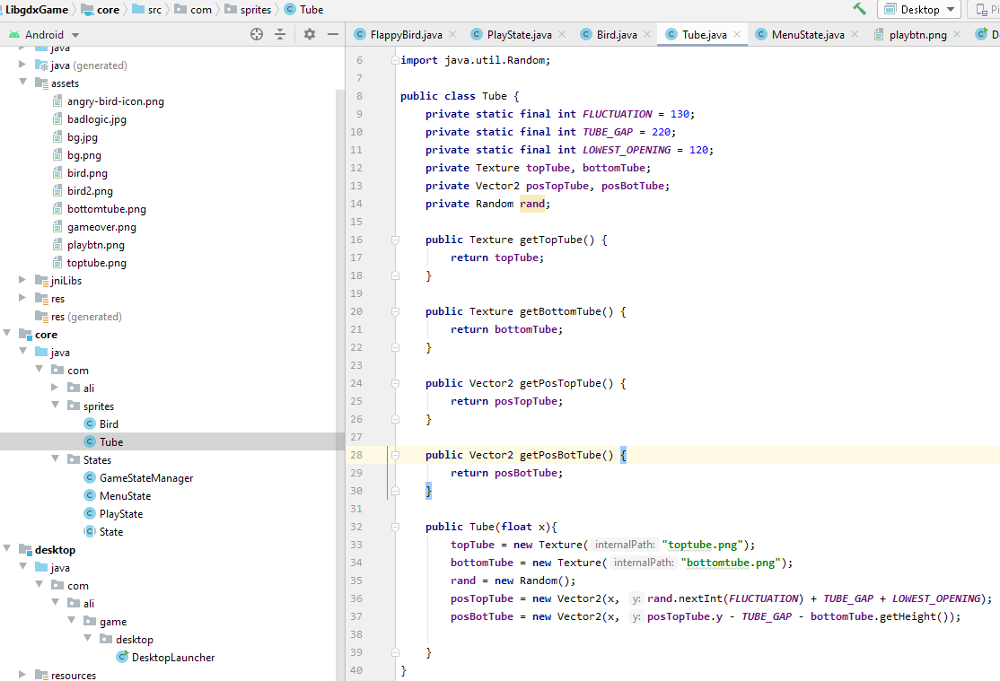 LibgdxGame core src com sprites Tube Desktop
Android
FlappyBird.java PlayState.java Bird.java Tube.java MenuState.java playbtn.png
java
java (generated)
assets
angry-bird-icon.png
badlogic.jpg
bg.jpg
bg.png
bird.png
bird2.png
bottomtube.png
gameover.png
playbtn.png
toptube.png
jniLibs
res
res (generated)
core
java
com
ali
sprites
Bird
Tube
States
GameStateManager
MenuState
PlayState
State
desktop
java
com
ali
game
desktop
DesktopLauncher
resources
6 import java.util.Random;
7
8 public class Tube {
9 private static final int FLUCTUATION = 130;
10 private static final int TUBE_GAP = 220;
11 private static final int LOWEST_OPENING = 120;
12 private Texture topTube, bottomTube;
13 private Vector2 posTopTube, posBotTube;
14 private Random rand;
15
16 public Texture getTopTube() {
17 return topTube;
18 }
19
20 public Texture getBottomTube() {
21 return bottomTube;
22 }
23
24 public Vector2 getPosTopTube() {
25 return posTopTube;
26 }
27
28 public Vector2 getPosBotTube() {
29 return posBotTube;
30 }
31
32 public Tube(float x){
33 topTube = new Texture( internalPath: "toptube.png");
34 bottomTube = new Texture( internalPath: "bottomtube.png");
35 rand = new Random();
36 posTopTube = new Vector2(x, y: rand.nextInt(FLUCTUATION) + TUBE_GAP + LOWEST_OPENING);
37 posBotTube = new Vector2(x, y: posTopTube.y - TUBE_GAP - bottomTube.getHeight());
38
39 }
40 }